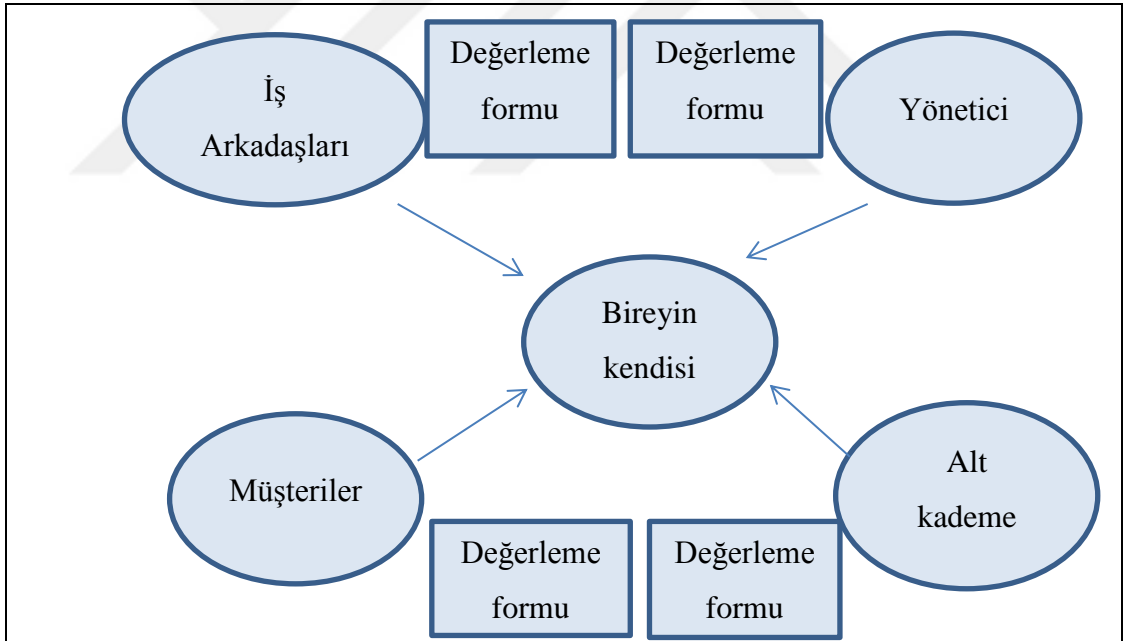 İş
Arkadaşları
Değerleme
formu
Değerleme
formu
Yönetici
Bireyin
kendisi
Müşteriler
Alt
kademe
Değerleme
formu
Değerleme
formu